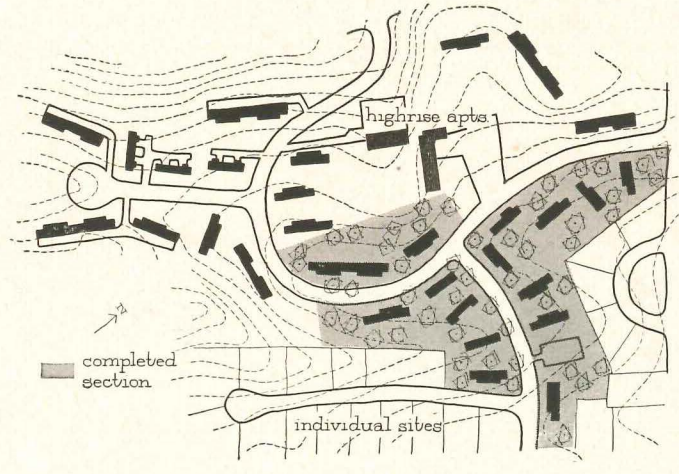 highrise apts.
N
completed
section
individual sites